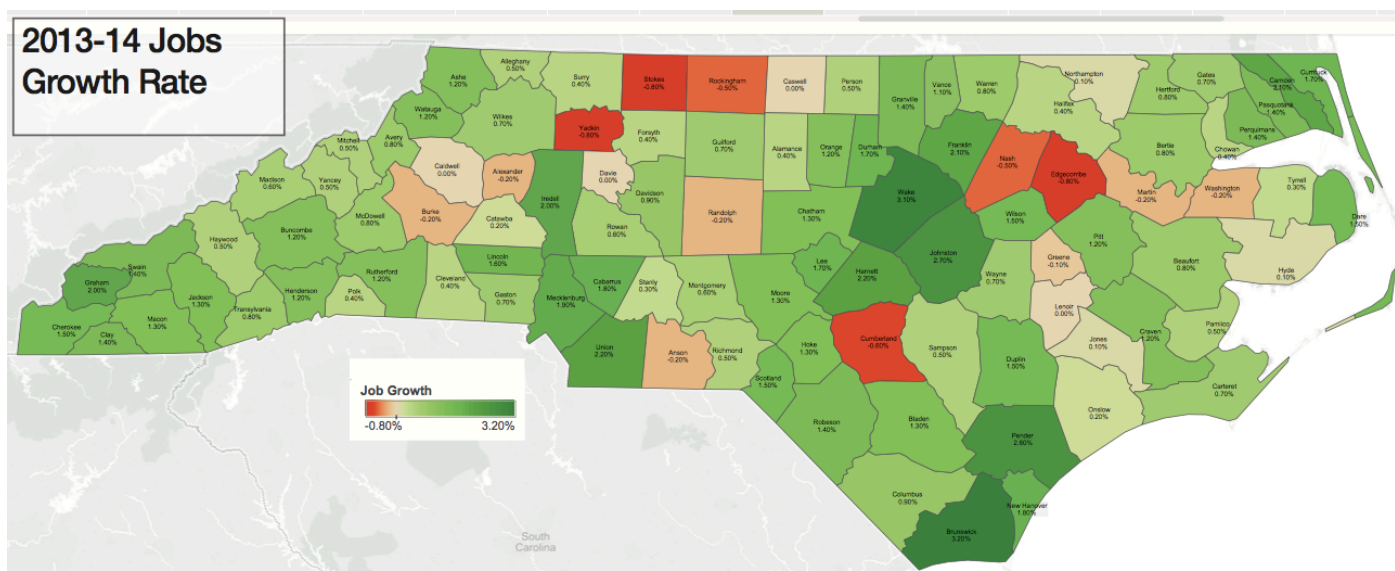 2013-14 Jobs
Growth Rate
Ashe
1.20%
Alleghany
0.50%
Surry
0.40%
Stokes
-0.80%
Rockingham
-0.50%
Caswell
0.00%
Person
0.50%
Granville
1.40%
Vance
1.10%
Warren
0.80%
Northampton
0.10%
Halifax
0.40%
Hertford
0.80%
Gates
0.70%
Camden
Currituck
1.70%
Pasquotank
1.40%
Perquimans
1.40%
Chowan
0.40%
Watauga
1.20%
Wilkes
0.70%
Yadkin
-0.80%
Forsyth
0.40%
Guilford
0.70%
Alamance
0.40%
Orange
1.20%
Durham
1.70%
Franklin
2.10%
Nash
-0.50%
Edgecombe
-0.80%
Bertie
0.80%
Martin
-0.20%
Washington
-0.20%
Tyrrell
0.30%
Dare
1.50%
Mitchell
0.50%
Avery
0.80%
Caldwell
0.00%
Alexander
-0.20%
Iredell
2.00%
Davie
0.00%
Davidson
0.90%
Randolph
-0.20%
Chatham
1.30%
Wake
3.10%
Johnston
2.70%
Wilson
1.50%
Pitt
1.20%
Greene
-0.10%
Beaufort
0.80%
Hyde
0.10%
Madison
0.60%
Yancey
0.50%
McDowell
0.80%
Burke
-0.20%
Catawba
0.20%
Rowan
0.60%
Haywood
0.50%
Buncombe
1.20%
Rutherford
1.20%
Cleveland
0.40%
Lincoln
1.60%
Gaston
0.70%
Mecklenburg
1.90%
Cabarrus
Stanly
0.30%
Montgomery
0.60%
Moore
1.30%
Lee
1.70%
Harnett
2.20%
Wayne
0.70%
Lenoir
0.00%
Craven
1.20%
Pamlico
0.50%
Swain
1.40%
Graham
2.00%
Jackson
1.30%
Transylvania
0.80%
Henderson
1.20%
Polk
0.40%
Cherokee
1.50%
Clay
1.40%
Macon
1.30%
Union
2.20%
Anson
-0.20%
Richmond
0.50%
Scotland
1.50%
Hoke
1.30%
Cumberland
Sampson
0.50%
Duplin
1.50%
Jones
0.10%
Onslow
0.20%
Carteret
0.70%
Robeson
1.40%
Bladen
1.30%
Pender
Columbus
0.90%
Brunswick
3.20%
New Hanover
Job Growth
-0.80%
3.20%
South
Carolina